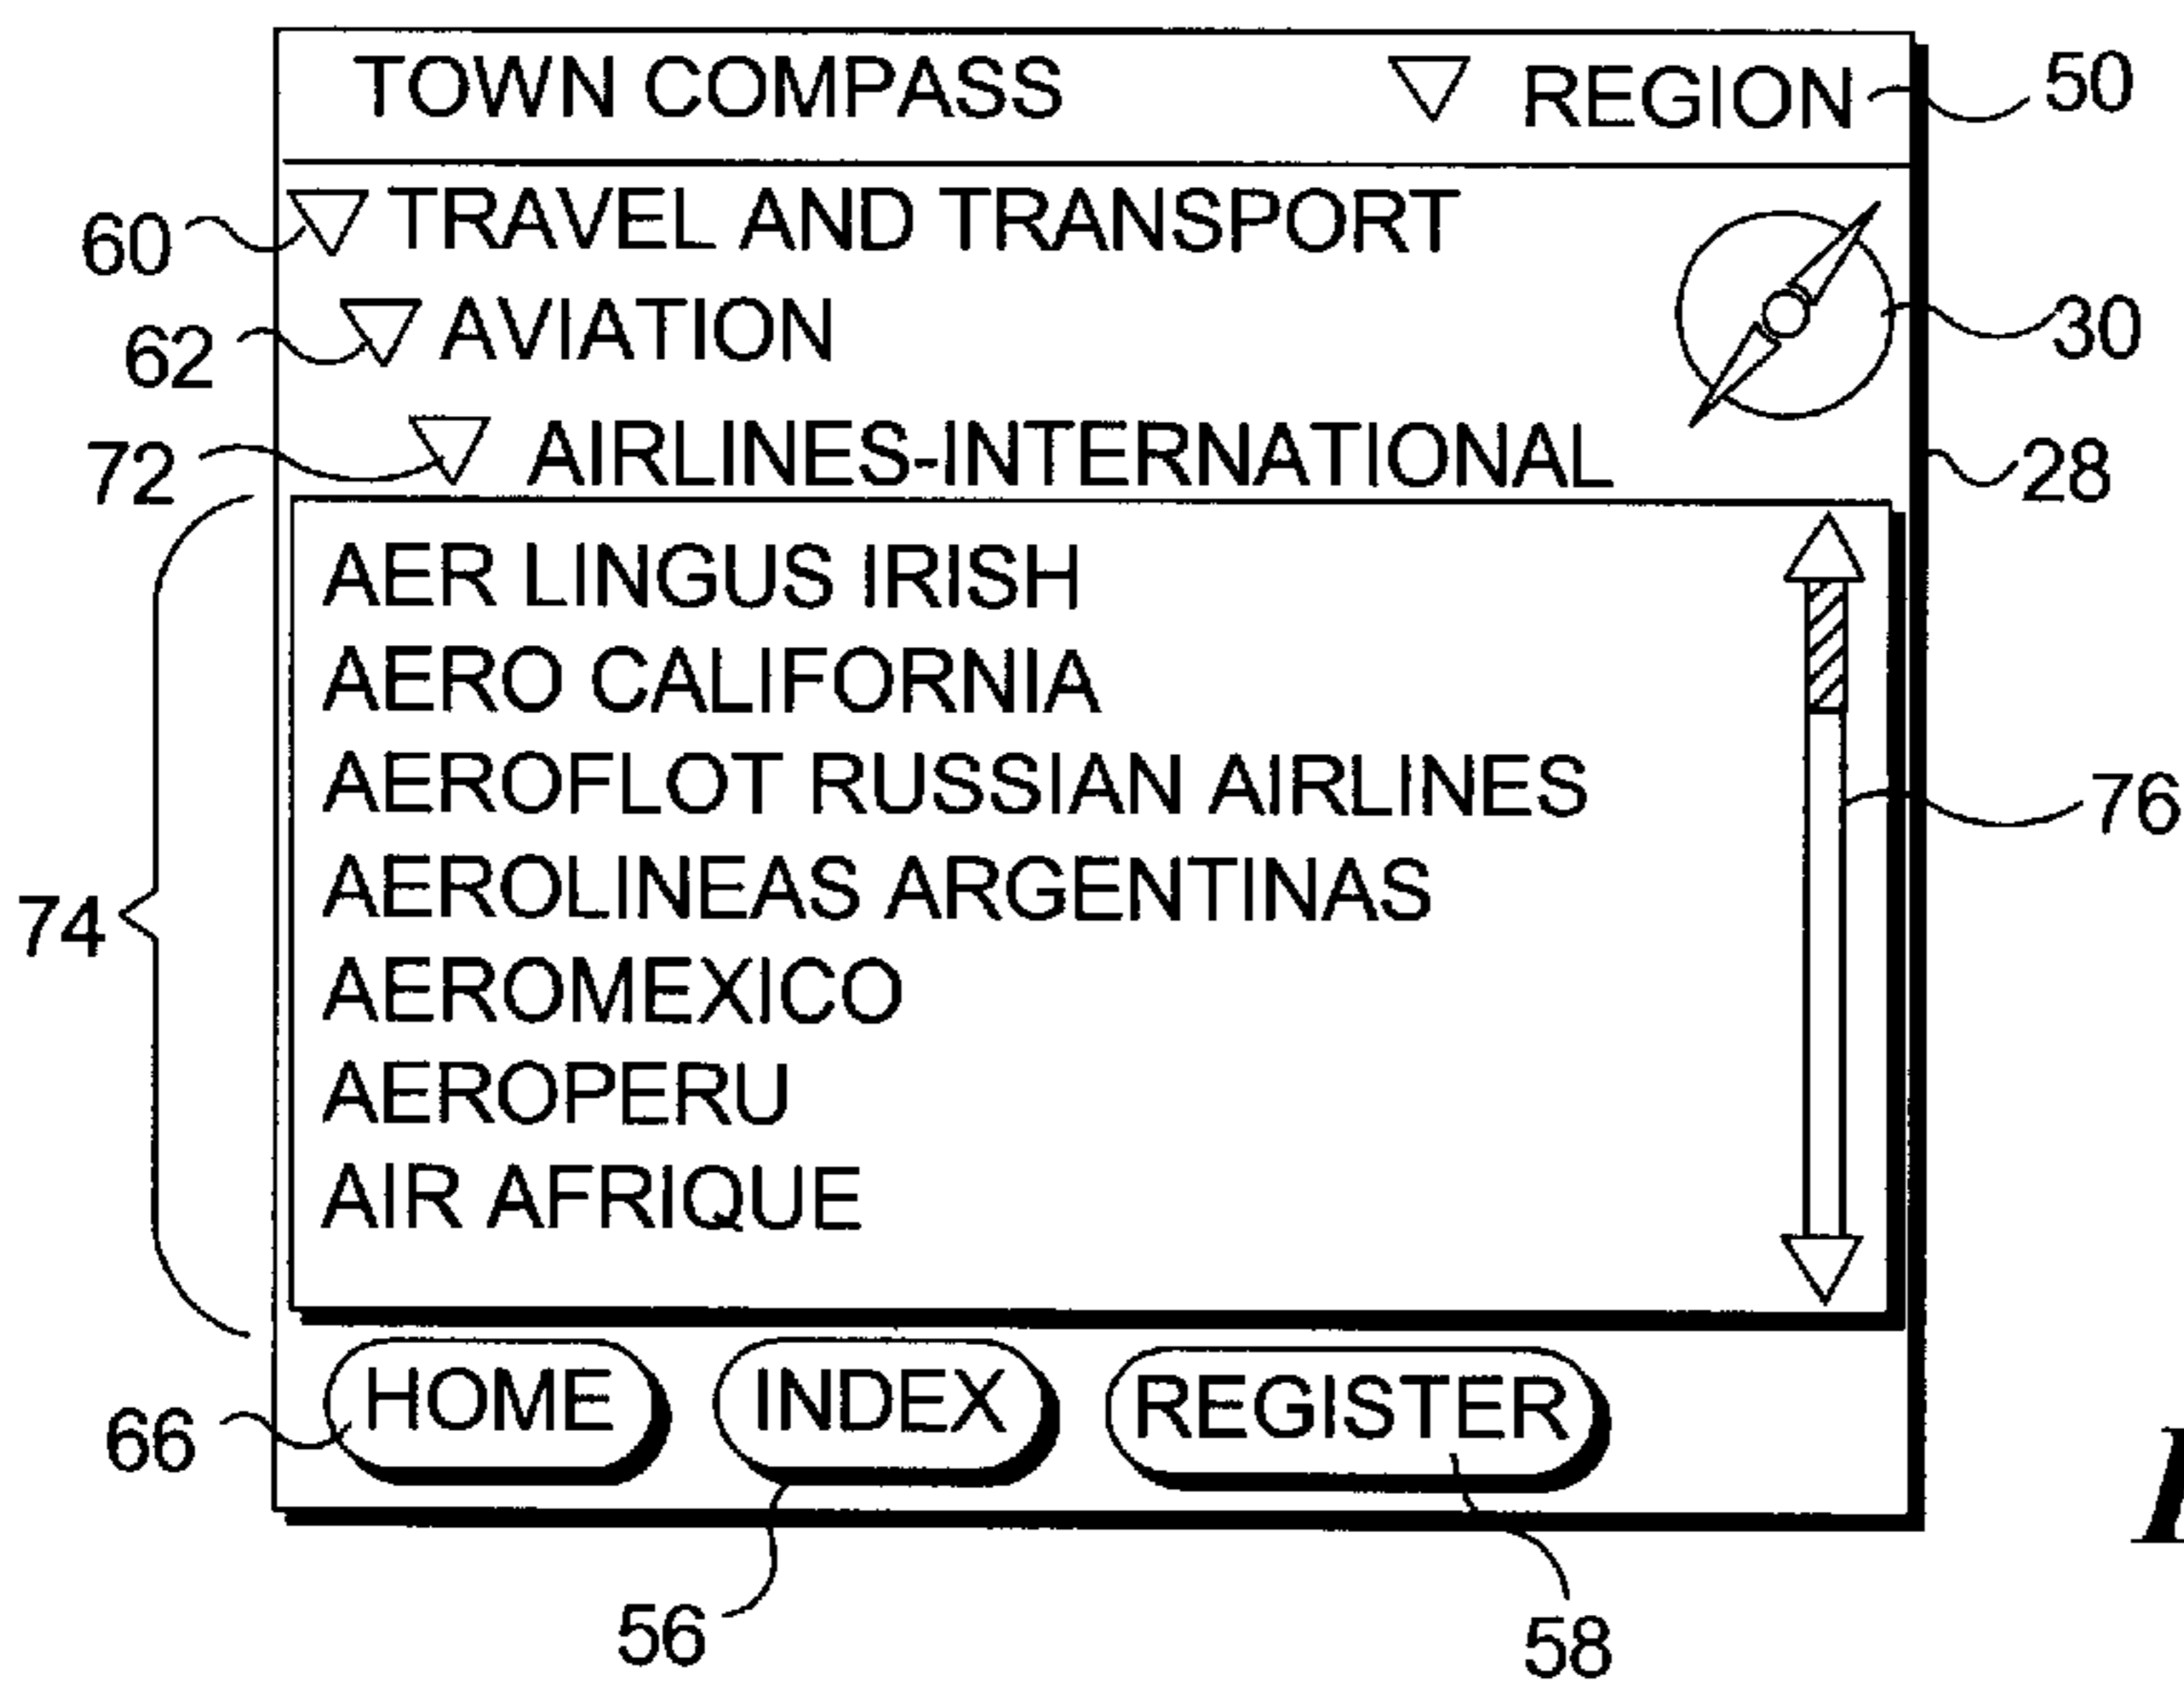 TOWN COMPASS REGION 50
60 TRAVEL AND TRANSPORT
62 AVIATION 30
72 AIRLINES-INTERNATIONAL 28
AER LINGUS IRISH
AERO CALIFORNIA
AEROFLOT RUSSIAN AIRLINES 76
74 AEROLINEAS ARGENTINAS
AEROMEXICO
AEROPERU
AIR AFRIQUE
66 HOME INDEX REGISTER
56 58